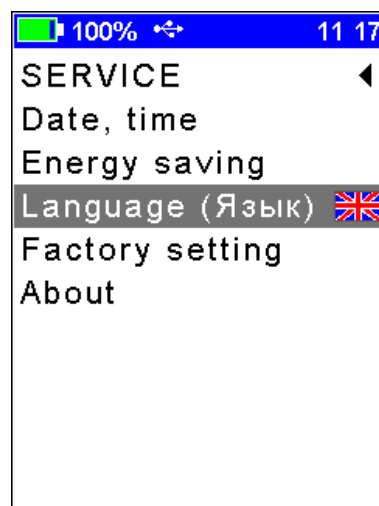 100% 11 17
SERVICE
Date, time
Energy saving
Language (Язык)
Factory setting
About